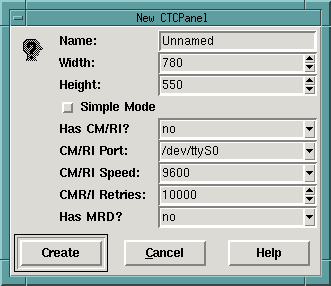 New CTCPanel
Name: Unnamed
Width: 780
Height: 550
Simple Mode
Has CM/RI? no
CM/RI Port: /dev/ttyS0
CM/RI Speed: 9600
CMR/I Retries: 10000
Has MRD? no
Create Cancel Help